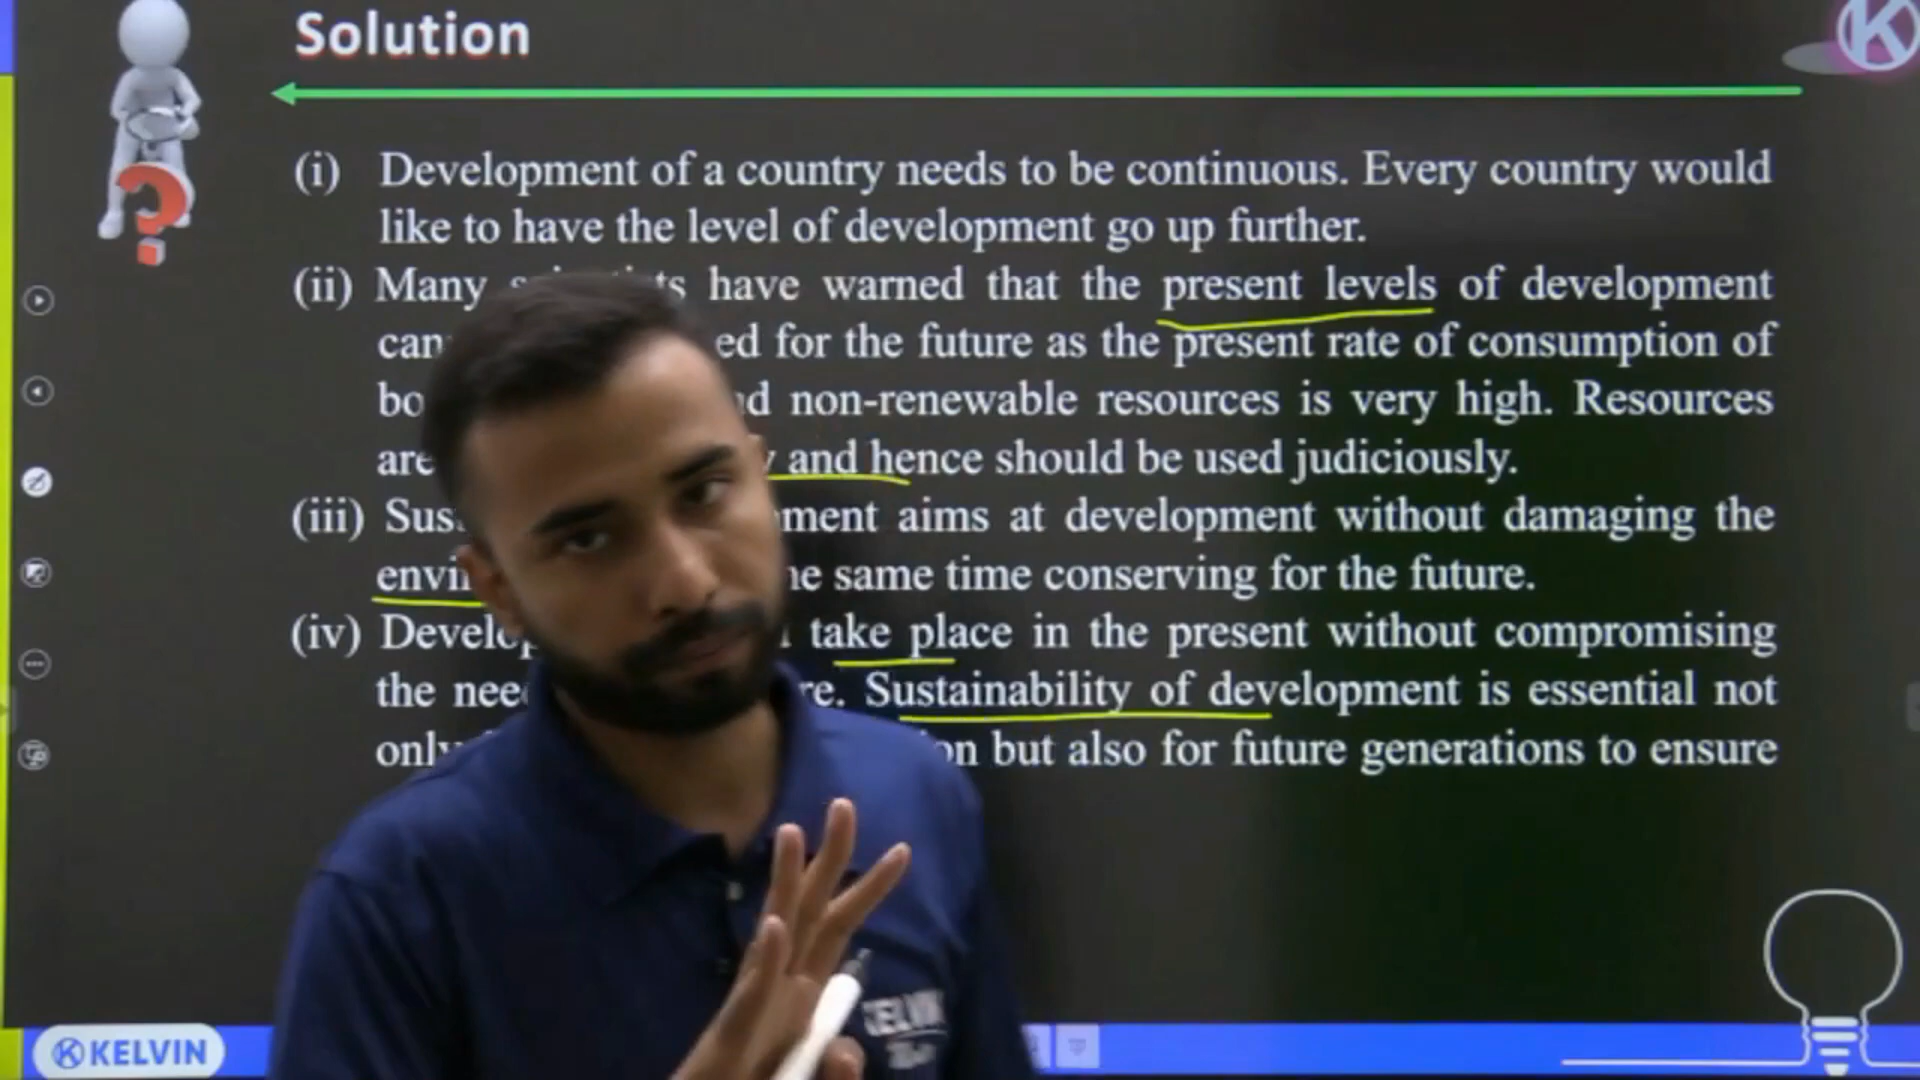 Solution
(i) Development of a country needs to be continuous. Every country would
like to have the level of development go up further.
(ii) Many have warned that the present levels of development
can ed for the future as the present rate of consumption of
bo nd non-renewable resources is very high. Resources
are y and hence should be used judiciously.
(iii) Sus ment aims at development without damaging the
envi he same time conserving for the future.
(iv) Develop take place in the present without compromising
the need re. Sustainability of development is essential not
only on but also for future generations to ensure
KELVIN
K